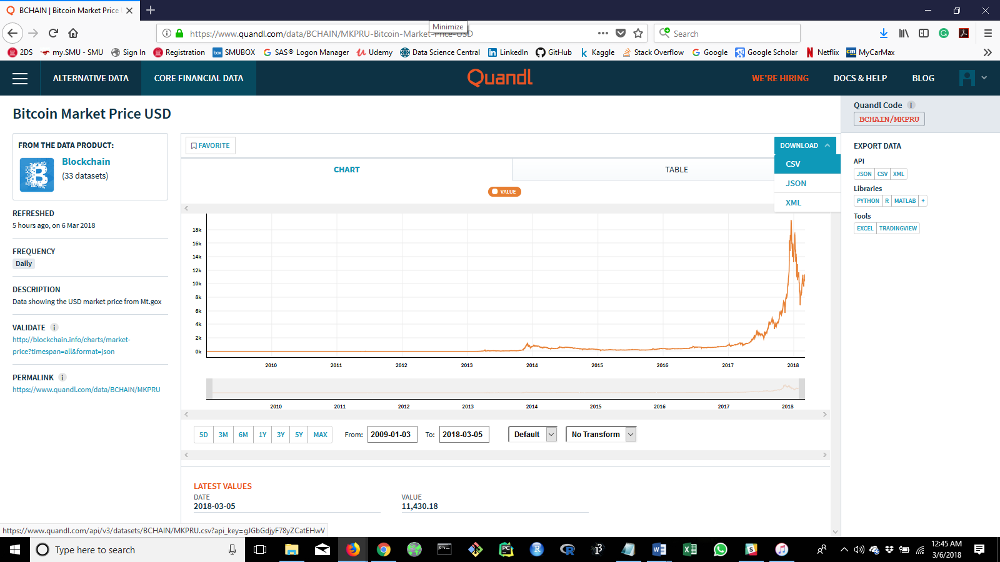 BCHAIN | Bitcoin Market Price
https://www.quandl.com/data/BCHAIN/MKPRU-Bitcoin-Market-Price-USD
Minimize
Search
2DS
my.SMU - SMU
Sign In
Registration
SMUBOX
SAS® Logon Manager
Udemy
Data Science Central
LinkedIn
GitHub
Kaggle
Stack Overflow
Google
Google Scholar
Netflix
MyCarMax
ALTERNATIVE DATA
CORE FINANCIAL DATA
Quandl
WE'RE HIRING
DOCS & HELP
BLOG
Bitcoin Market Price USD
Quandl Code
BCHAIN/MKPRU
FROM THE DATA PRODUCT:
Blockchain
(33 datasets)
REFRESHED
5 hours ago, on 6 Mar 2018
FREQUENCY
Daily
DESCRIPTION
Data showing the USD market price from Mt.gox
VALIDATE
http://blockchain.info/charts/market-
price?timespan=all&format=json
PERMALINK
https://www.quandl.com/data/BCHAIN/MKPRU
FAVORITE
DOWNLOAD
CSV
JSON
XML
CHART
TABLE
VALUE
18k
16k
14k
12k
10k
8k
6k
4k
2k
0k
2010 2011 2012 2013 2014 2015 2016 2017 2018
2010 2011 2012 2013 2014 2015 2016 2017 2018
5D 3M 6M 1Y 3Y 5Y MAX From: 2009-01-03 To: 2018-03-05 Default No Transform
LATEST VALUES
DATE VALUE
2018-03-05 11,430.18
EXPORT DATA
API
JSON CSV XML
Libraries
PYTHON R MATLAB +
Tools
EXCEL TRADINGVIEW
https://www.quandl.com/api/v3/datasets/BCHAIN/MKPRU.csv?api_key=gJGbGdjyF78yZCatEHwV
Type here to search
12:45 AM
3/6/2018